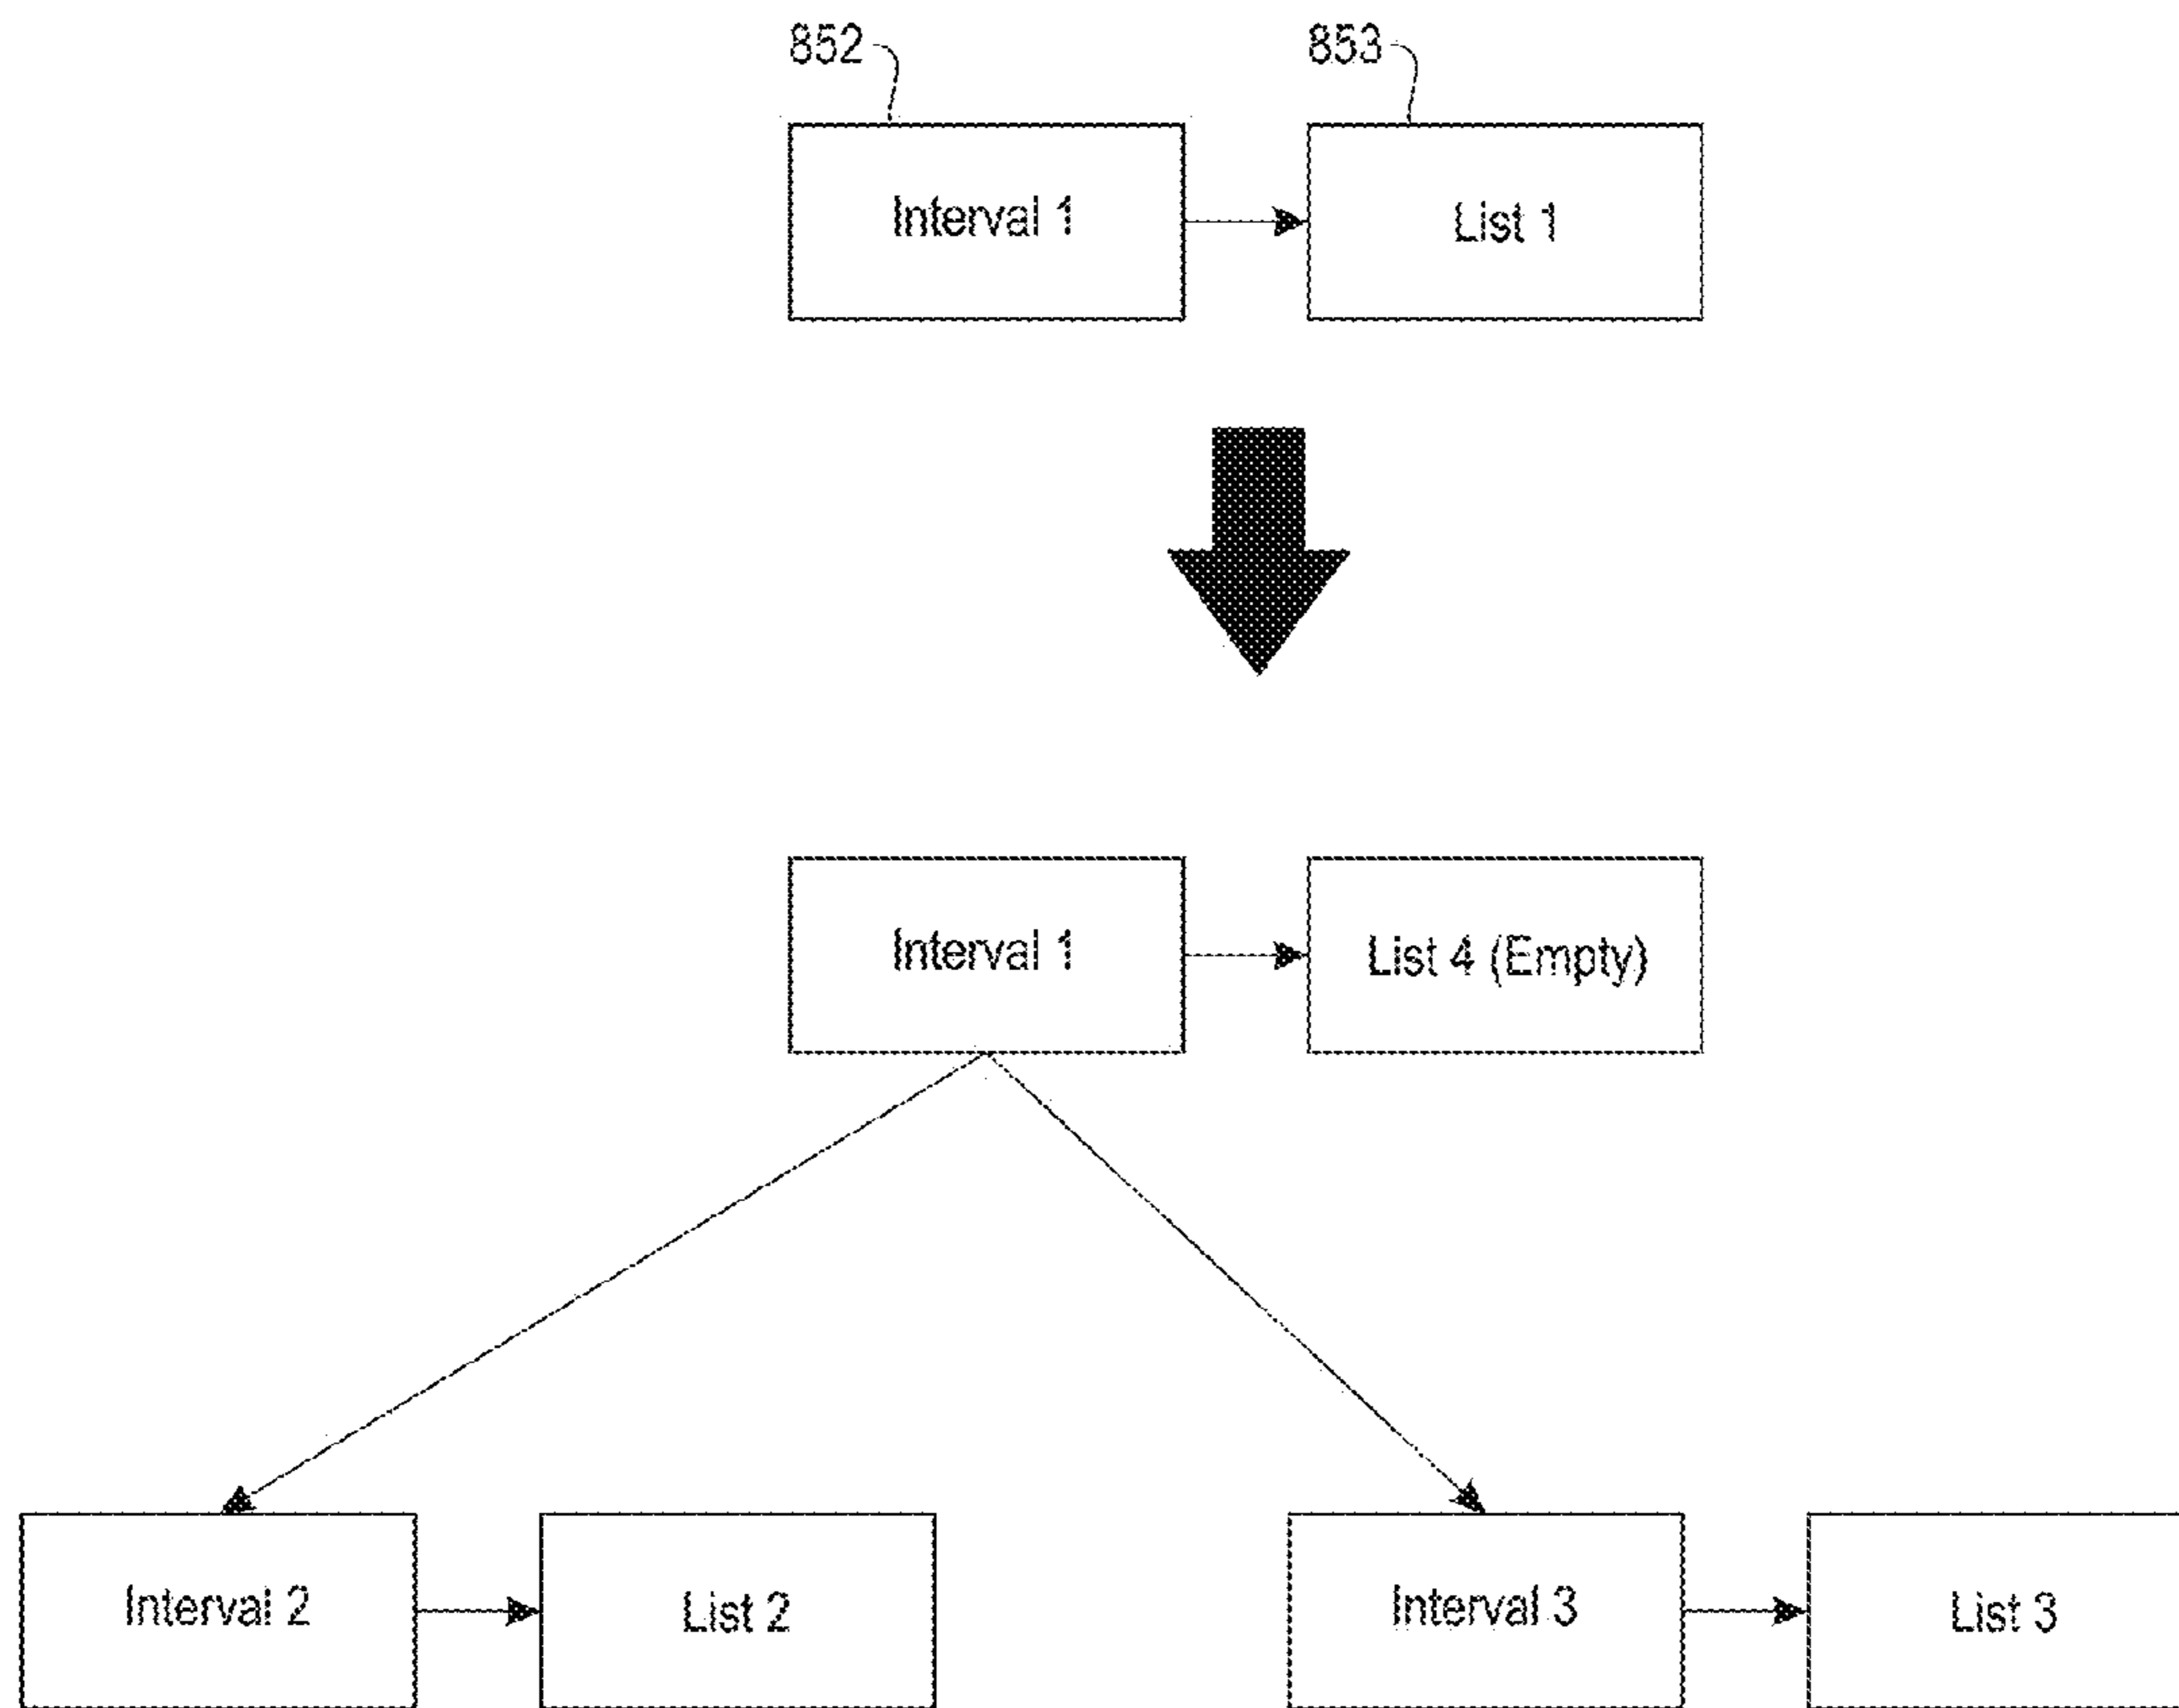 852
853
Interval 1
List 1
Interval 1
List 4 (Empty)
Interval 2
List 2
Interval 3
List 3